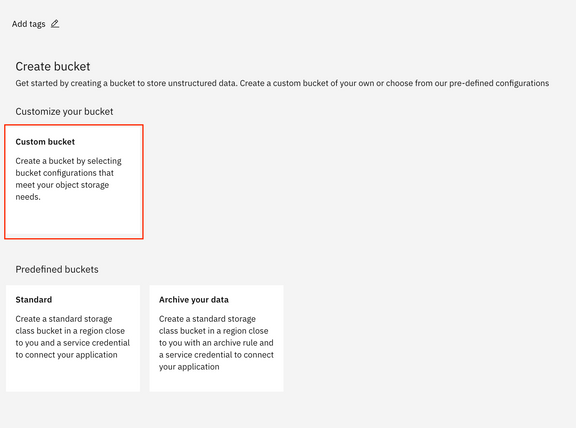 Add tags
Create bucket
Get started by creating a bucket to store unstructured data. Create a custom bucket of your own or choose from our pre-defined configurations
Customize your bucket
Custom bucket
Create a bucket by selecting
bucket configurations that
meet your object storage
needs.
Predefined buckets
Standard
Create a standard storage
class bucket in a region close
to you and a service credential
to connect your application
Archive your data
Create a standard storage
class bucket in a region close
to you with an archive rule and
a service credential to connect
your application